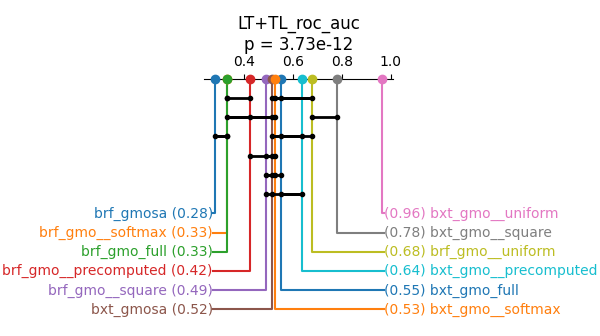 LT+TL_roc_auc
p = 3.73e-12
0.4 0.6 0.8 1.0
brf_gmosa (0.28) (0.96) bxt_gmo__uniform
brf_gmo__softmax (0.33) (0.78) bxt_gmo__square
brf_gmo_full (0.33) (0.68) brf_gmo__uniform
brf_gmo__precomputed (0.42) (0.64) bxt_gmo__precomputed
brf_gmo__square (0.49) (0.55) bxt_gmo_full
bxt_gmosa (0.52) (0.53) bxt_gmo__softmax